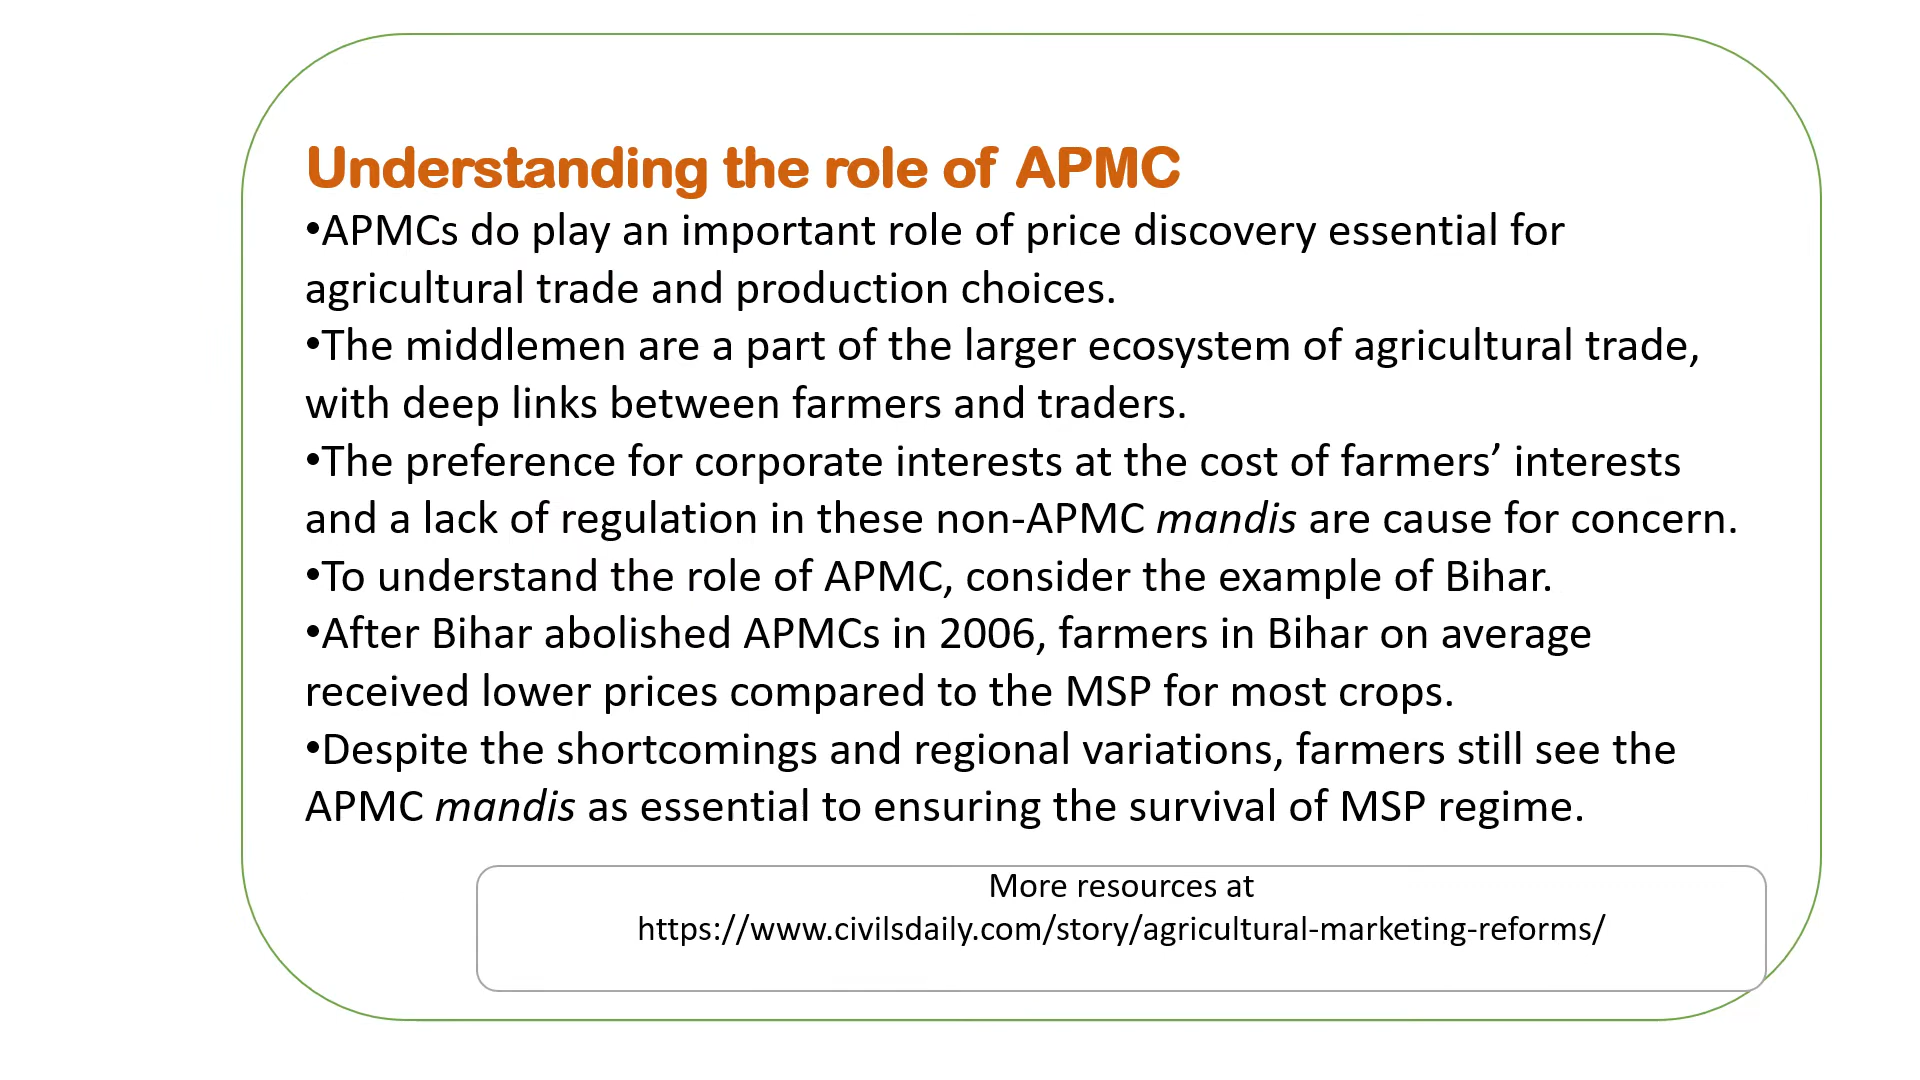 Understanding the role of APMC
•APMCs do play an important role of price discovery essential for
agricultural trade and production choices.
•The middlemen are a part of the larger ecosystem of agricultural trade,
with deep links between farmers and traders.
•The preference for corporate interests at the cost of farmers’ interests
and a lack of regulation in these non-APMC mandis are cause for concern.
•To understand the role of APMC, consider the example of Bihar.
•After Bihar abolished APMCs in 2006, farmers in Bihar on average
received lower prices compared to the MSP for most crops.
•Despite the shortcomings and regional variations, farmers still see the
APMC mandis as essential to ensuring the survival of MSP regime.
More resources at
https://www.civilsdaily.com/story/agricultural-marketing-reforms/